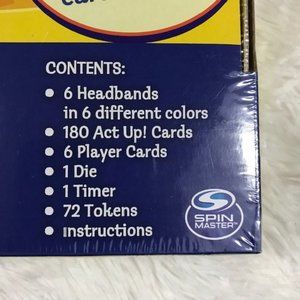 CONTENTS:
• 6 Headbands
in 6 different colors
• 180 Act Up! Cards
• 6 Player Cards
• 1 Die
• 1 Timer
• 72 Tokens
• Instructions
SPIN
MASTER™